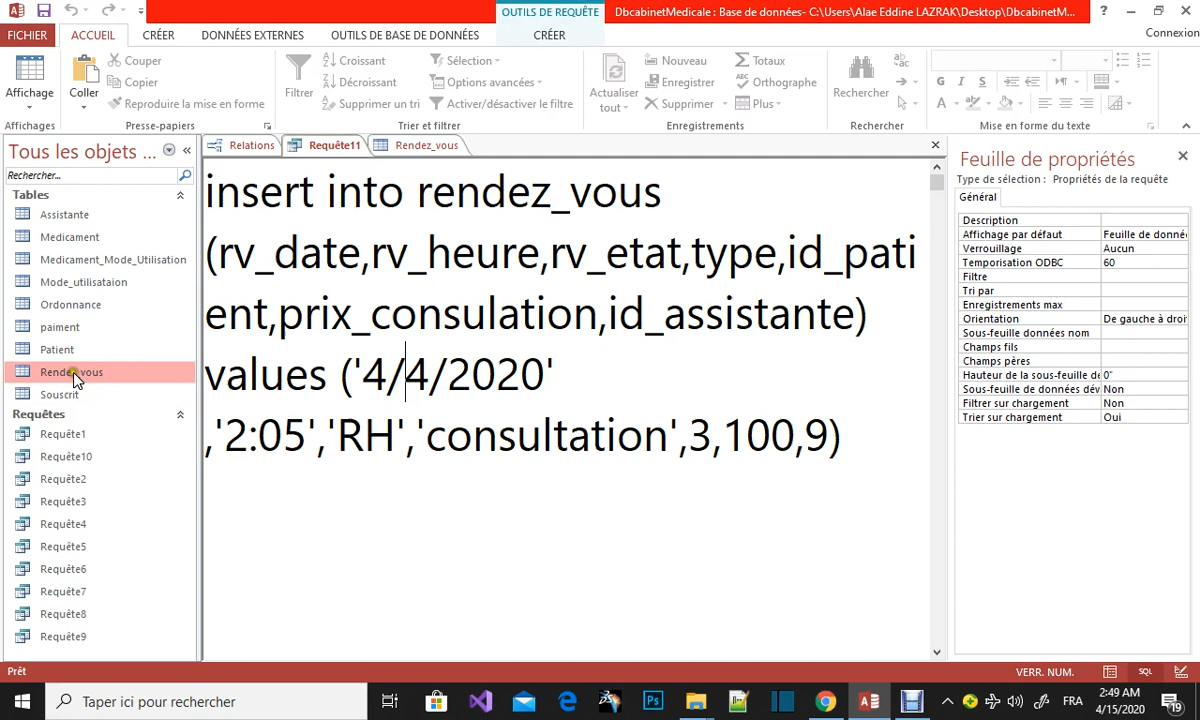 OUTILS DE REQUÊTE
DbcabinetMedicale : Base de données- C:\Users\Alae Eddine LAZRAK\Desktop\DbcabinetM...
?
FICHIER
ACCUEIL
CRÉER
DONNÉES EXTERNES
OUTILS DE BASE DE DONNÉES
CRÉER
Connexion
Affichage
Coller
Couper
Copier
Reproduire la mise en forme
Filtrer
Croissant
Décroissant
Supprimer un tri
Sélection
Options avancées
Activer/désactiver le filtre
Actualiser
tout
Nouveau
Enregistrer
Supprimer
Totaux
Orthographe
Plus
Rechercher
G I S
Affichages
Presse-papiers
Trier et filtrer
Enregistrements
Rechercher
Mise en forme du texte
Tous les objets ...
Rechercher...
Tables
Assistante
Medicament
Medicament_Mode_Utilisation
Mode_utilisataion
Ordonnance
paiment
Patient
Rendez_vous
Souscrit
Requêtes
Requête1
Requête10
Requête2
Requête3
Requête4
Requête5
Requête6
Requête7
Requête8
Requête9
Relations
Requête11
Rendez_vous
insert into rendez_vous
(rv_date,rv_heure,rv_etat,type,id_pati
ent,prix_consulation,id_assistante)
values ('4/4/2020'
,'2:05','RH','consultation',3,100,9)
Feuille de propriétés
Type de sélection : Propriétés de la requête
Général
Description
Affichage par défaut Feuille de donné
Verrouillage Aucun
Temporisation ODBC 60
Filtre
Tri par
Enregistrements max
Orientation De gauche à droi
Sous-feuille données nom
Champs fils
Champs pères
Hauteur de la sous-feuille de 0"
Sous-feuille de données dév Non
Filtrer sur chargement Non
Trier sur chargement Oui
Prêt
VERR. NUM.
SQL
Taper ici pour rechercher
FRA
2:49 AM
4/15/2020
19